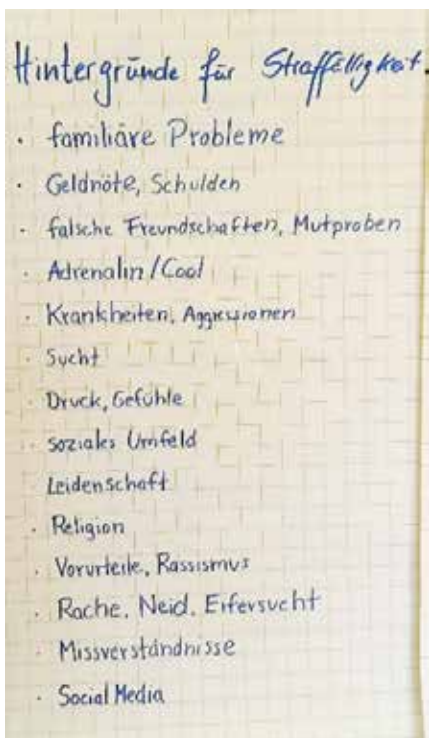 Hintergründe für Straffälligkeit.
· familiäre Probleme
· Geldnöte, Schulden
· falsche Freundschaften, Mutproben
· Adrenalin/Cool
· Krankheiten, Aggressionen
· Sucht
· Druck, Gefühle
· soziales Umfeld
Leidenschaft
· Religion
· Vorurteile, Rassismus
· Rache, Neid, Eifersucht
· Missverständnisse
· Social Media